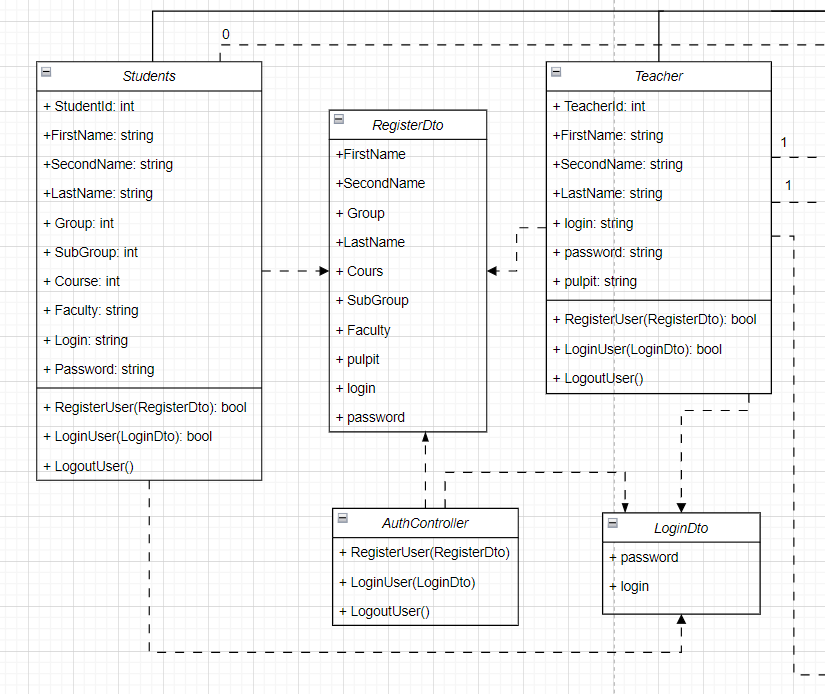 0
Students
+ StudentId: int
+FirstName: string
+SecondName: string
+LastName: string
+ Group: int
+ SubGroup: int
+ Course: int
+ Faculty: string
+ Login: string
+ Password: string
+ RegisterUser(RegisterDto): bool
+ LoginUser(LoginDto): bool
+ LogoutUser()
RegisterDto
+FirstName
+SecondName
+ Group
+LastName
+ Cours
+ SubGroup
+ Faculty
+ pulpit
+ login
+ password
Teacher
+ TeacherId: int
+FirstName: string
+SecondName: string
+LastName: string
+ login: string
+ password: string
+ pulpit: string
+ RegisterUser(RegisterDto): bool
+ LoginUser(LoginDto): bool
+ LogoutUser()
1
1
AuthController
+ RegisterUser(RegisterDto)
+ LoginUser(LoginDto)
+ LogoutUser()
LoginDto
+ password
+ login